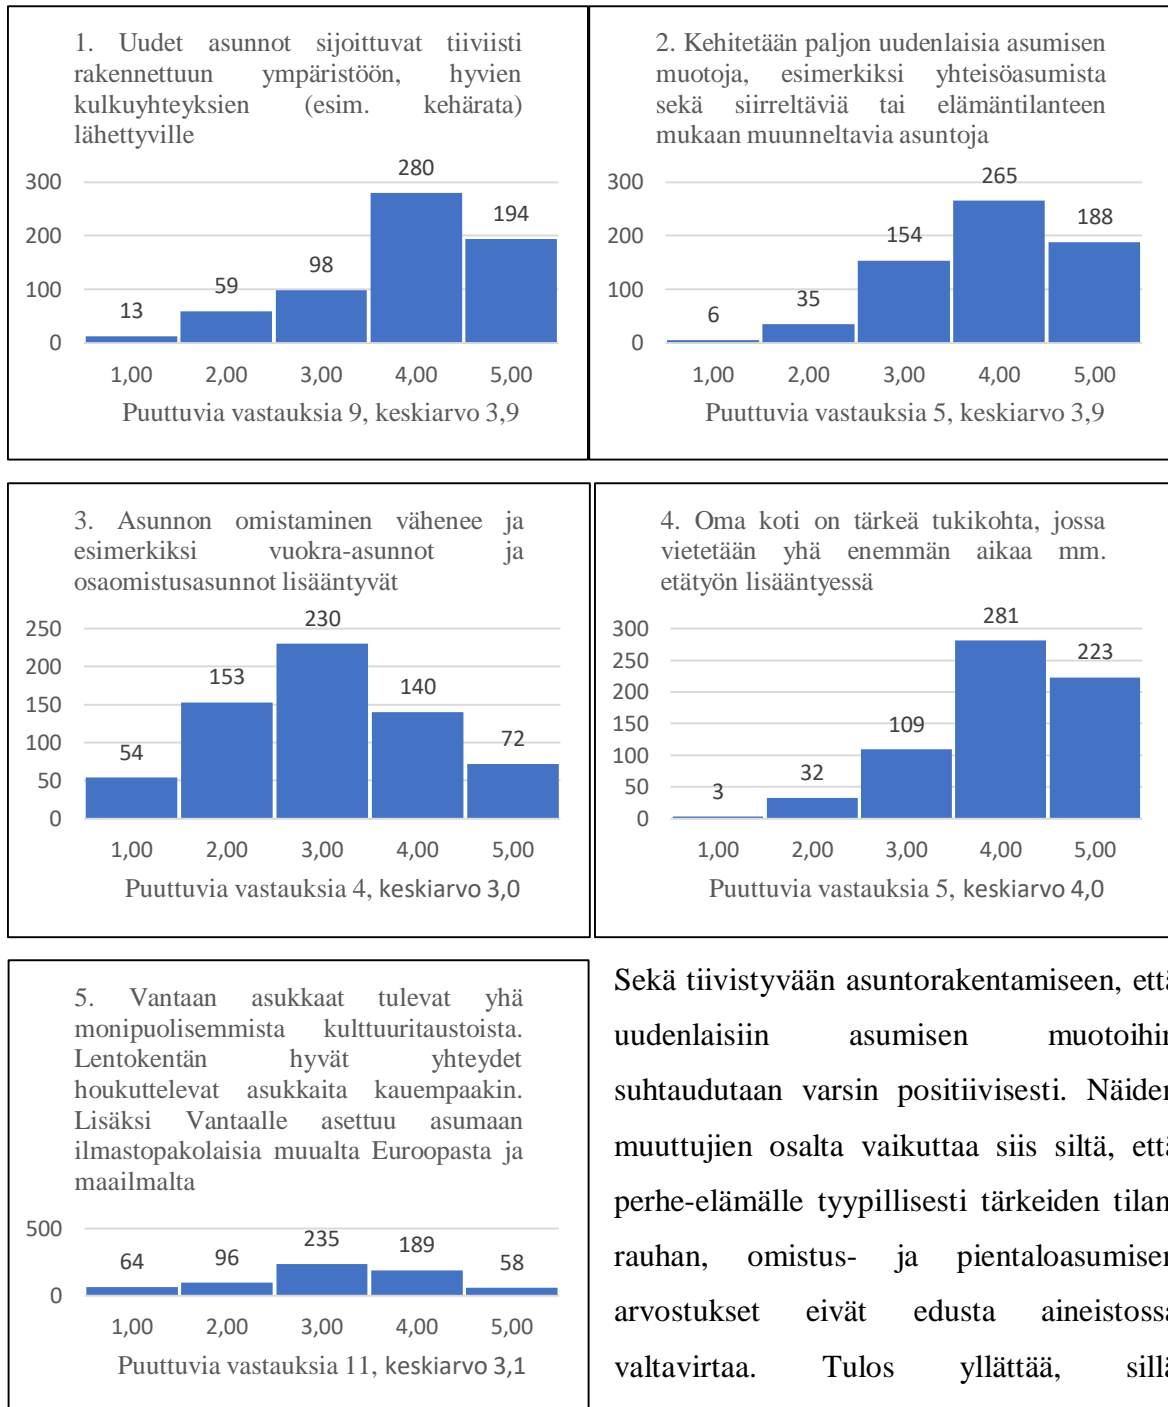 1. Uudet asunnot sijoittuvat tiiviisti
rakennettuun ympäristöön, hyvien
kulkuyhteyksien (esim. kehärata)
lähettyville
280
300
194
200
98
59
100
13
0
1,00 2,00 3,00 4,00 5,00
Puuttuvia vastauksia 9, keskiarvo 3,9
2. Kehitetään paljon uudenlaisia asumisen
muotoja, esimerkiksi yhteisöasumista
sekä siirreltäviä tai elämäntilanteen
mukaan muunneltavia asuntoja
265
300
188
154
200
35
100
6
0
1,00 2,00 3,00 4,00 5,00
Puuttuvia vastauksia 5, keskiarvo 3,9
3. Asunnon omistaminen vähenee ja
esimerkiksi vuokra-asunnot ja
osaomistusasunnot lisääntyvät
230
250
200
153
140
150
72
100
54
50
0
1,00 2,00 3,00 4,00 5,00
Puuttuvia vastauksia 4, keskiarvo 3,0
4. Oma koti on tärkeä tukikohta, jossa
vietetään yhä enemmän aikaa mm.
etätyön lisääntyessä
281
300
223
250
200
109
150
100
32
50
3
0
1,00 2,00 3,00 4,00 5,00
Puuttuvia vastauksia 5, keskiarvo 4,0
5. Vantaan asukkaat tulevat yhä
monipuolisemmista kulttuuritaustoista.
Lentokentän hyvät yhteydet
houkuttelevat asukkaita kauempaakin.
Lisäksi Vantaalle asettuu asumaan
ilmastopakolaisia muualta Euroopasta ja
maailmalta
500
235
189
64 96 58
0
1,00 2,00 3,00 4,00 5,00
Puuttuvia vastauksia 11, keskiarvo 3,1
Sekä tiivistyvään asuntorakentamiseen, että
uudenlaisiin asumisen muotoihin
suhtaudutaan varsin positiivisesti. Näiden
muuttujien osalta vaikuttaa siis siltä, että
perhe-elämälle tyypillisesti tärkeiden tilan,
rauhan, omistus- ja pientaloasumisen
arvostukset eivät edusta aineistossa
valtavirtaa. Tulos yllättää, sillä